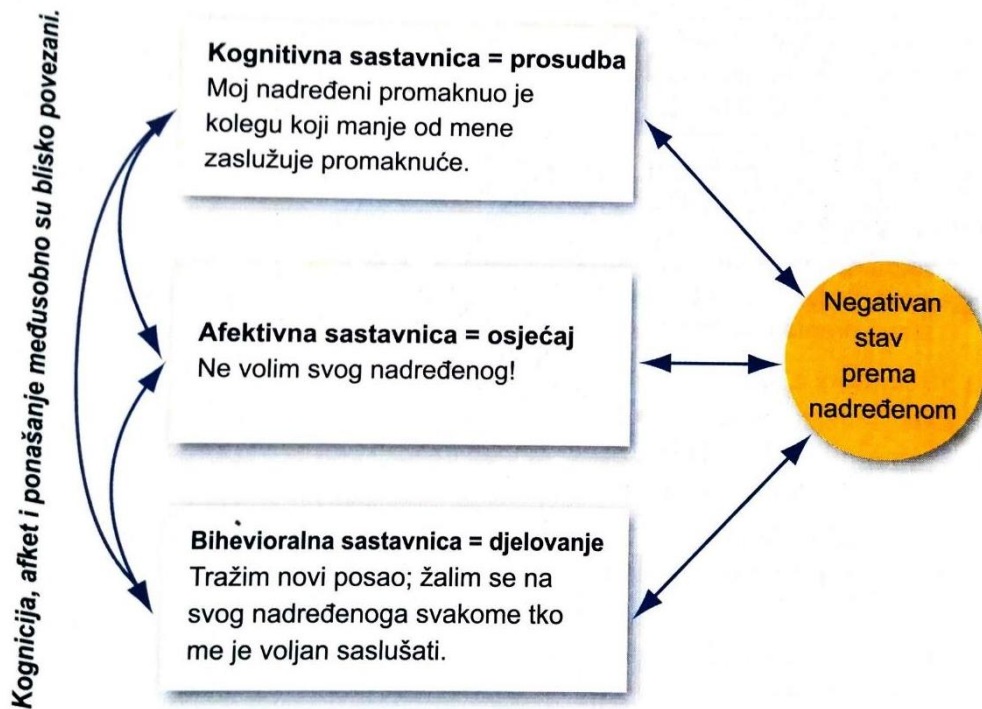 Kognicija, afket i ponašanje međusobno su blisko povezani.
Kognitivna sastavnica = prosudba
Moj nadređeni promaknuo je
kolegu koji manje od mene
zaslužuje promaknuće.
Afektivna sastavnica = osjećaj
Ne volim svog nadređenog!
Bihevioralna sastavnica = djelovanje
Tražim novi posao; žalim se na
svog nadređenoga svakome tko
me je voljan saslušati.
Negativan
stav
prema
nadređenom